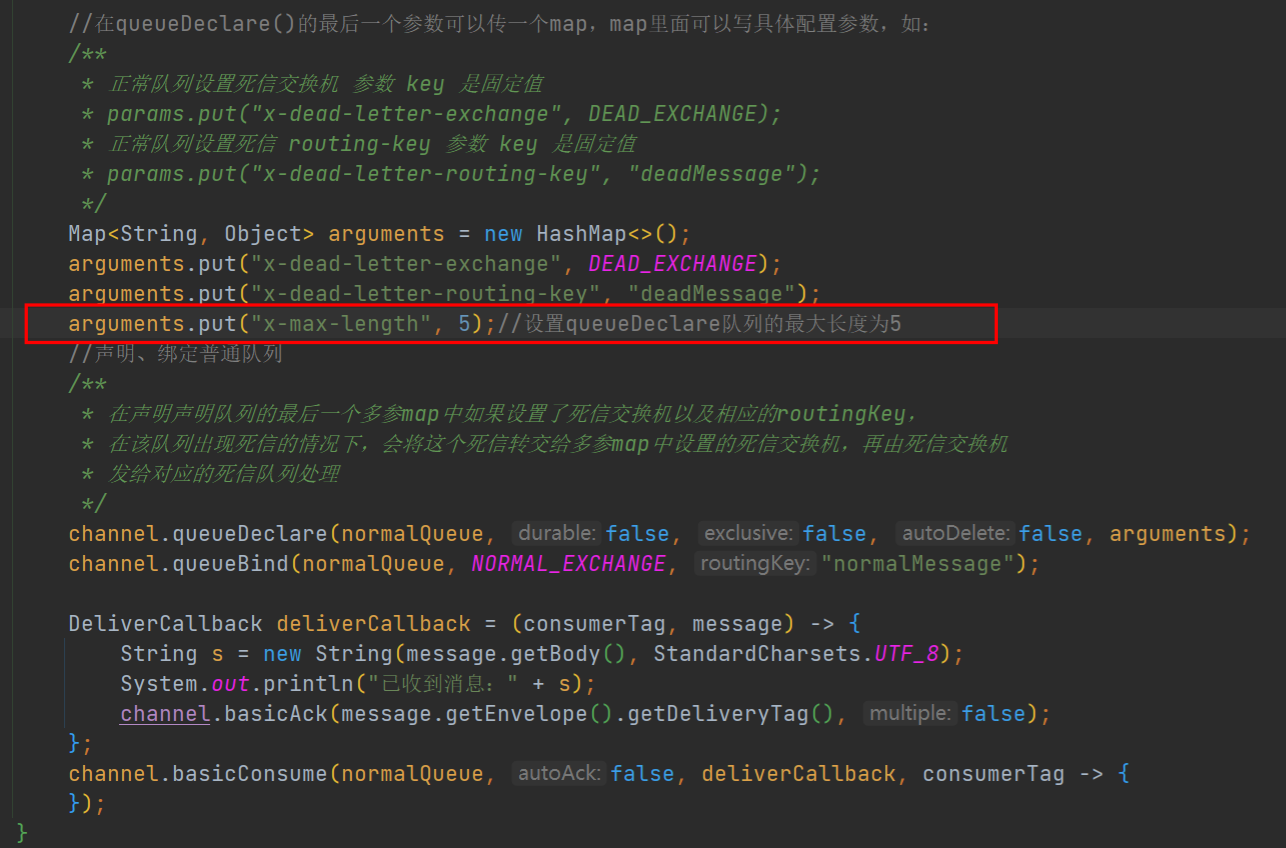 //在queueDeclare()的最后一个参数可以传一个map，map里面可以写具体配置参数，如：
/**
* 正常队列设置死信交换机 参数 key 是固定值
* params.put("x-dead-letter-exchange", DEAD_EXCHANGE);
* 正常队列设置死信 routing-key 参数 key 是固定值
* params.put("x-dead-letter-routing-key", "deadMessage");
*/
Map<String, Object> arguments = new HashMap<>();
arguments.put("x-dead-letter-exchange", DEAD_EXCHANGE);
arguments.put("x-dead-letter-routing-key", "deadMessage");
arguments.put("x-max-length", 5);//设置queueDeclare队列的最大长度为5
//声明、绑定普通队列
/**
* 在声明声明队列的最后一个多参map中如果设置了死信交换机以及相应的routingKey，
* 在该队列出现死信的情况下，会将这个死信转交给多参map中设置的死信交换机，再由死信交换机
* 发给对应的死信队列处理
*/
channel.queueDeclare(normalQueue, durable: false, exclusive: false, autoDelete: false, arguments);
channel.queueBind(normalQueue, NORMAL_EXCHANGE, routingKey: "normalMessage");
DeliverCallback deliverCallback = (consumerTag, message) -> {
String s = new String(message.getBody(), StandardCharsets.UTF_8);
System.out.println("已收到消息：" + s);
channel.basicAck(message.getEnvelope().getDeliveryTag(), multiple: false);
};
channel.basicConsume(normalQueue, autoAck: false, deliverCallback, consumerTag -> {
});
}